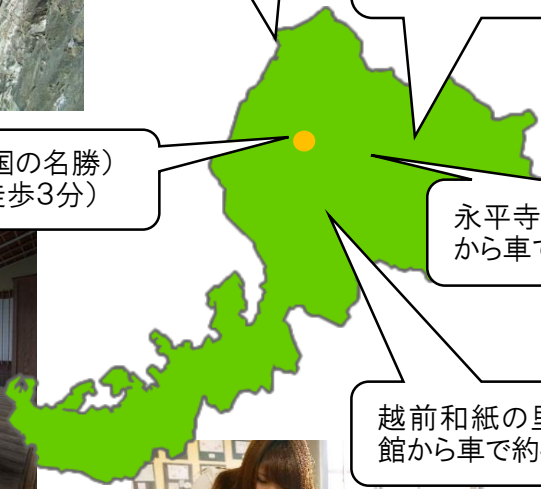 国の名勝)
徒歩3分)
永平寺
から車で
越前和紙の里
館から車で約